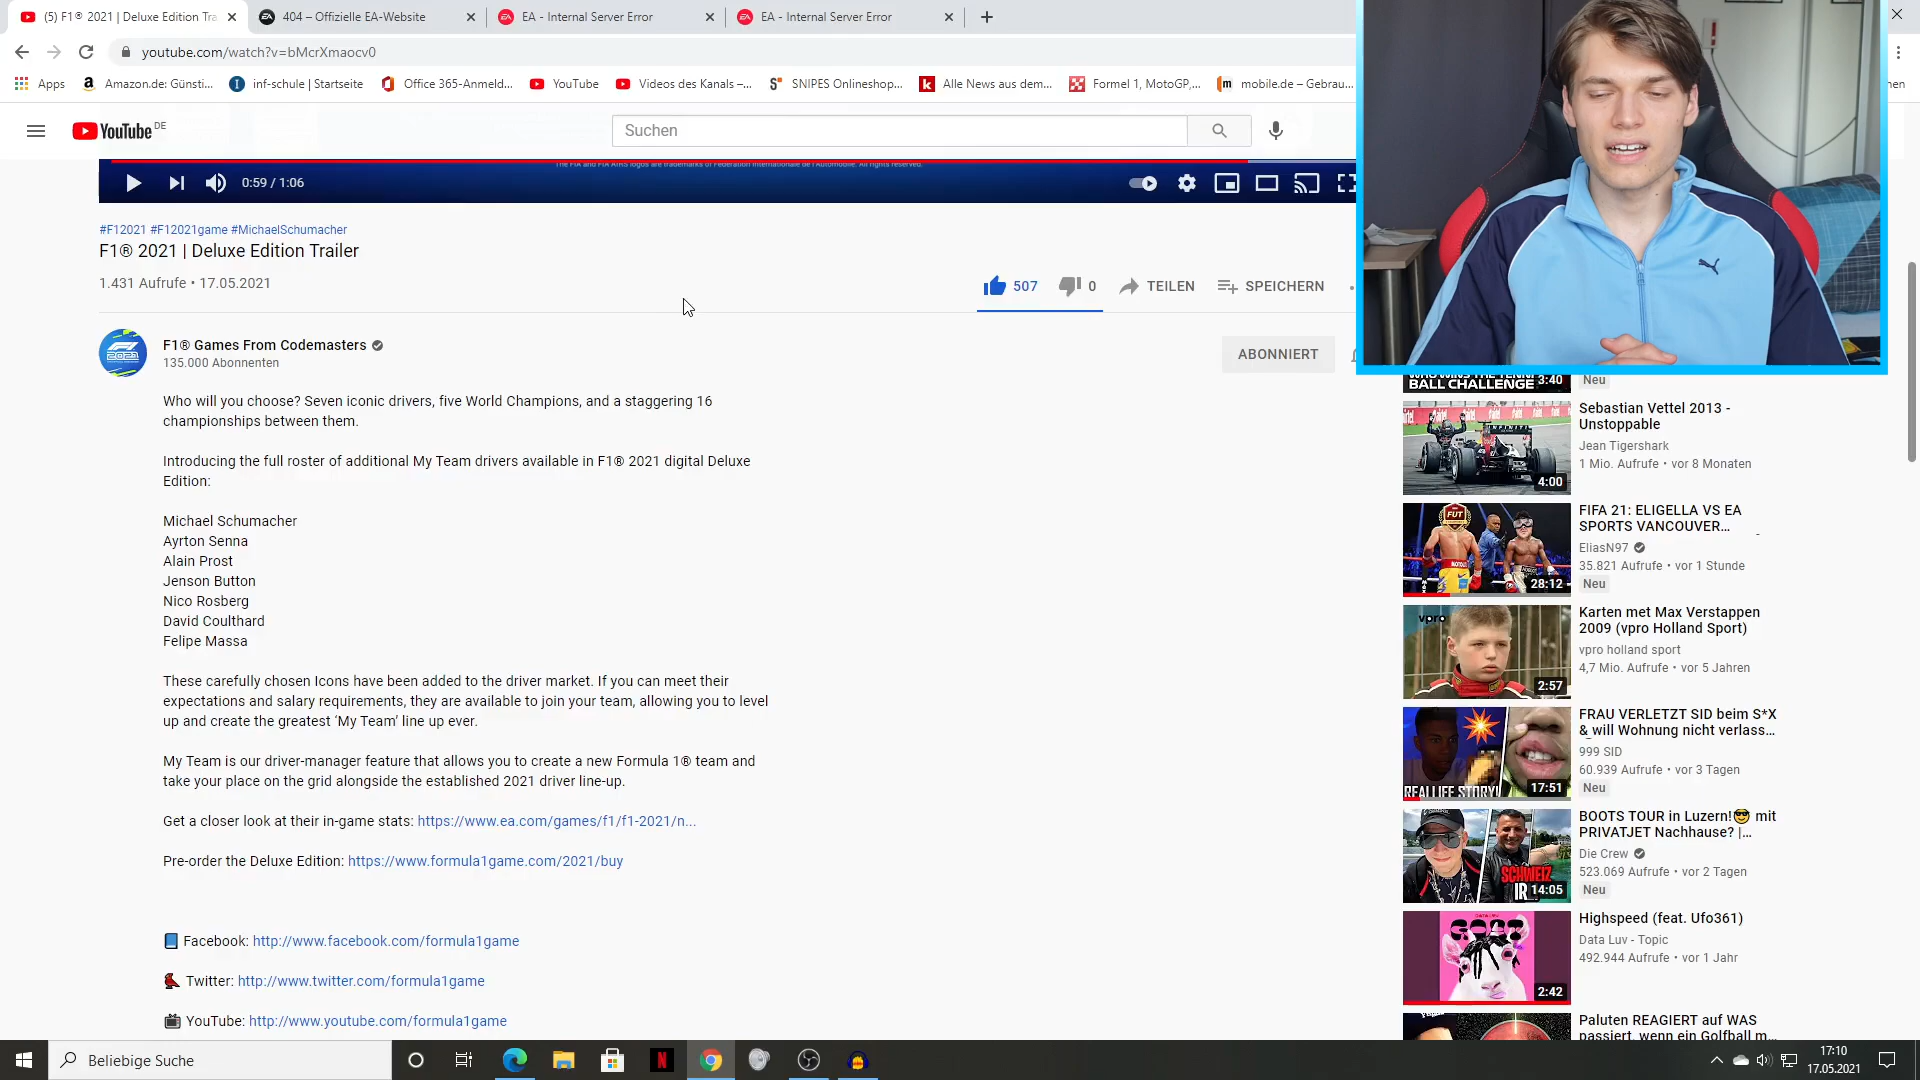 (5) F1® 2021 | Deluxe Edition Tra
404 – Offizielle EA-Website
EA - Internal Server Error
EA - Internal Server Error
youtube.com/watch?v=bMcrXmaocv0
Apps
Amazon.de: Günsti...
inf-schule | Startseite
Office 365-Anmeld...
YouTube
Videos des Kanals –...
SNIPES Onlineshop...
Alle News aus dem...
Formel 1, MotoGP,...
mobile.de – Gebrau...
YouTube DE
Suchen
0:59 / 1:06
#F12021 #F12021game #MichaelSchumacher
F1® 2021 | Deluxe Edition Trailer
1.431 Aufrufe • 17.05.2021
507
0
TEILEN
SPEICHERN
F1® Games From Codemasters
135.000 Abonnenten
ABONNIERT
Who will you choose? Seven iconic drivers, five World Champions, and a staggering 16
championships between them.
Introducing the full roster of additional My Team drivers available in F1® 2021 digital Deluxe
Edition:
Michael Schumacher
Ayrton Senna
Alain Prost
Jenson Button
Nico Rosberg
David Coulthard
Felipe Massa
These carefully chosen Icons have been added to the driver market. If you can meet their
expectations and salary requirements, they are available to join your team, allowing you to level
up and create the greatest ‘My Team’ line up ever.
My Team is our driver-manager feature that allows you to create a new Formula 1® team and
take your place on the grid alongside the established 2021 driver line-up.
Get a closer look at their in-game stats: https://www.ea.com/games/f1/f1-2021/n...
Pre-order the Deluxe Edition: https://www.formula1game.com/2021/buy
Facebook: http://www.facebook.com/formula1game
Twitter: http://www.twitter.com/formula1game
YouTube: http://www.youtube.com/formula1game
BALL CHALLENGE 3:40
Neu
4:00
Sebastian Vettel 2013 -
Unstoppable
Jean Tigershark
1 Mio. Aufrufe • vor 8 Monaten
FUT
28:12
FIFA 21: ELIGELLA VS EA
SPORTS VANCOUVER...
EliasN97
35.821 Aufrufe • vor 1 Stunde
Neu
vpro
2:57
Karten met Max Verstappen
2009 (vpro Holland Sport)
vpro holland sport
4,7 Mio. Aufrufe • vor 5 Jahren
REALLIFE STORY!
17:51
FRAU VERLETZT SID beim S*X
& will Wohnung nicht verlass...
999 SID
60.939 Aufrufe • vor 3 Tagen
Neu
SCHWEIZ
14:05
BOOTS TOUR in Luzern!😎 mit
PRIVATJET Nachhause? |...
Die Crew
523.069 Aufrufe • vor 2 Tagen
Neu
GOAT
2:42
Highspeed (feat. Ufo361)
Data Luv - Topic
492.944 Aufrufe • vor 1 Jahr
Paluten REAGIERT auf WAS
passiert, wenn ein Golfball m...
Beliebige Suche
17:10
17.05.2021